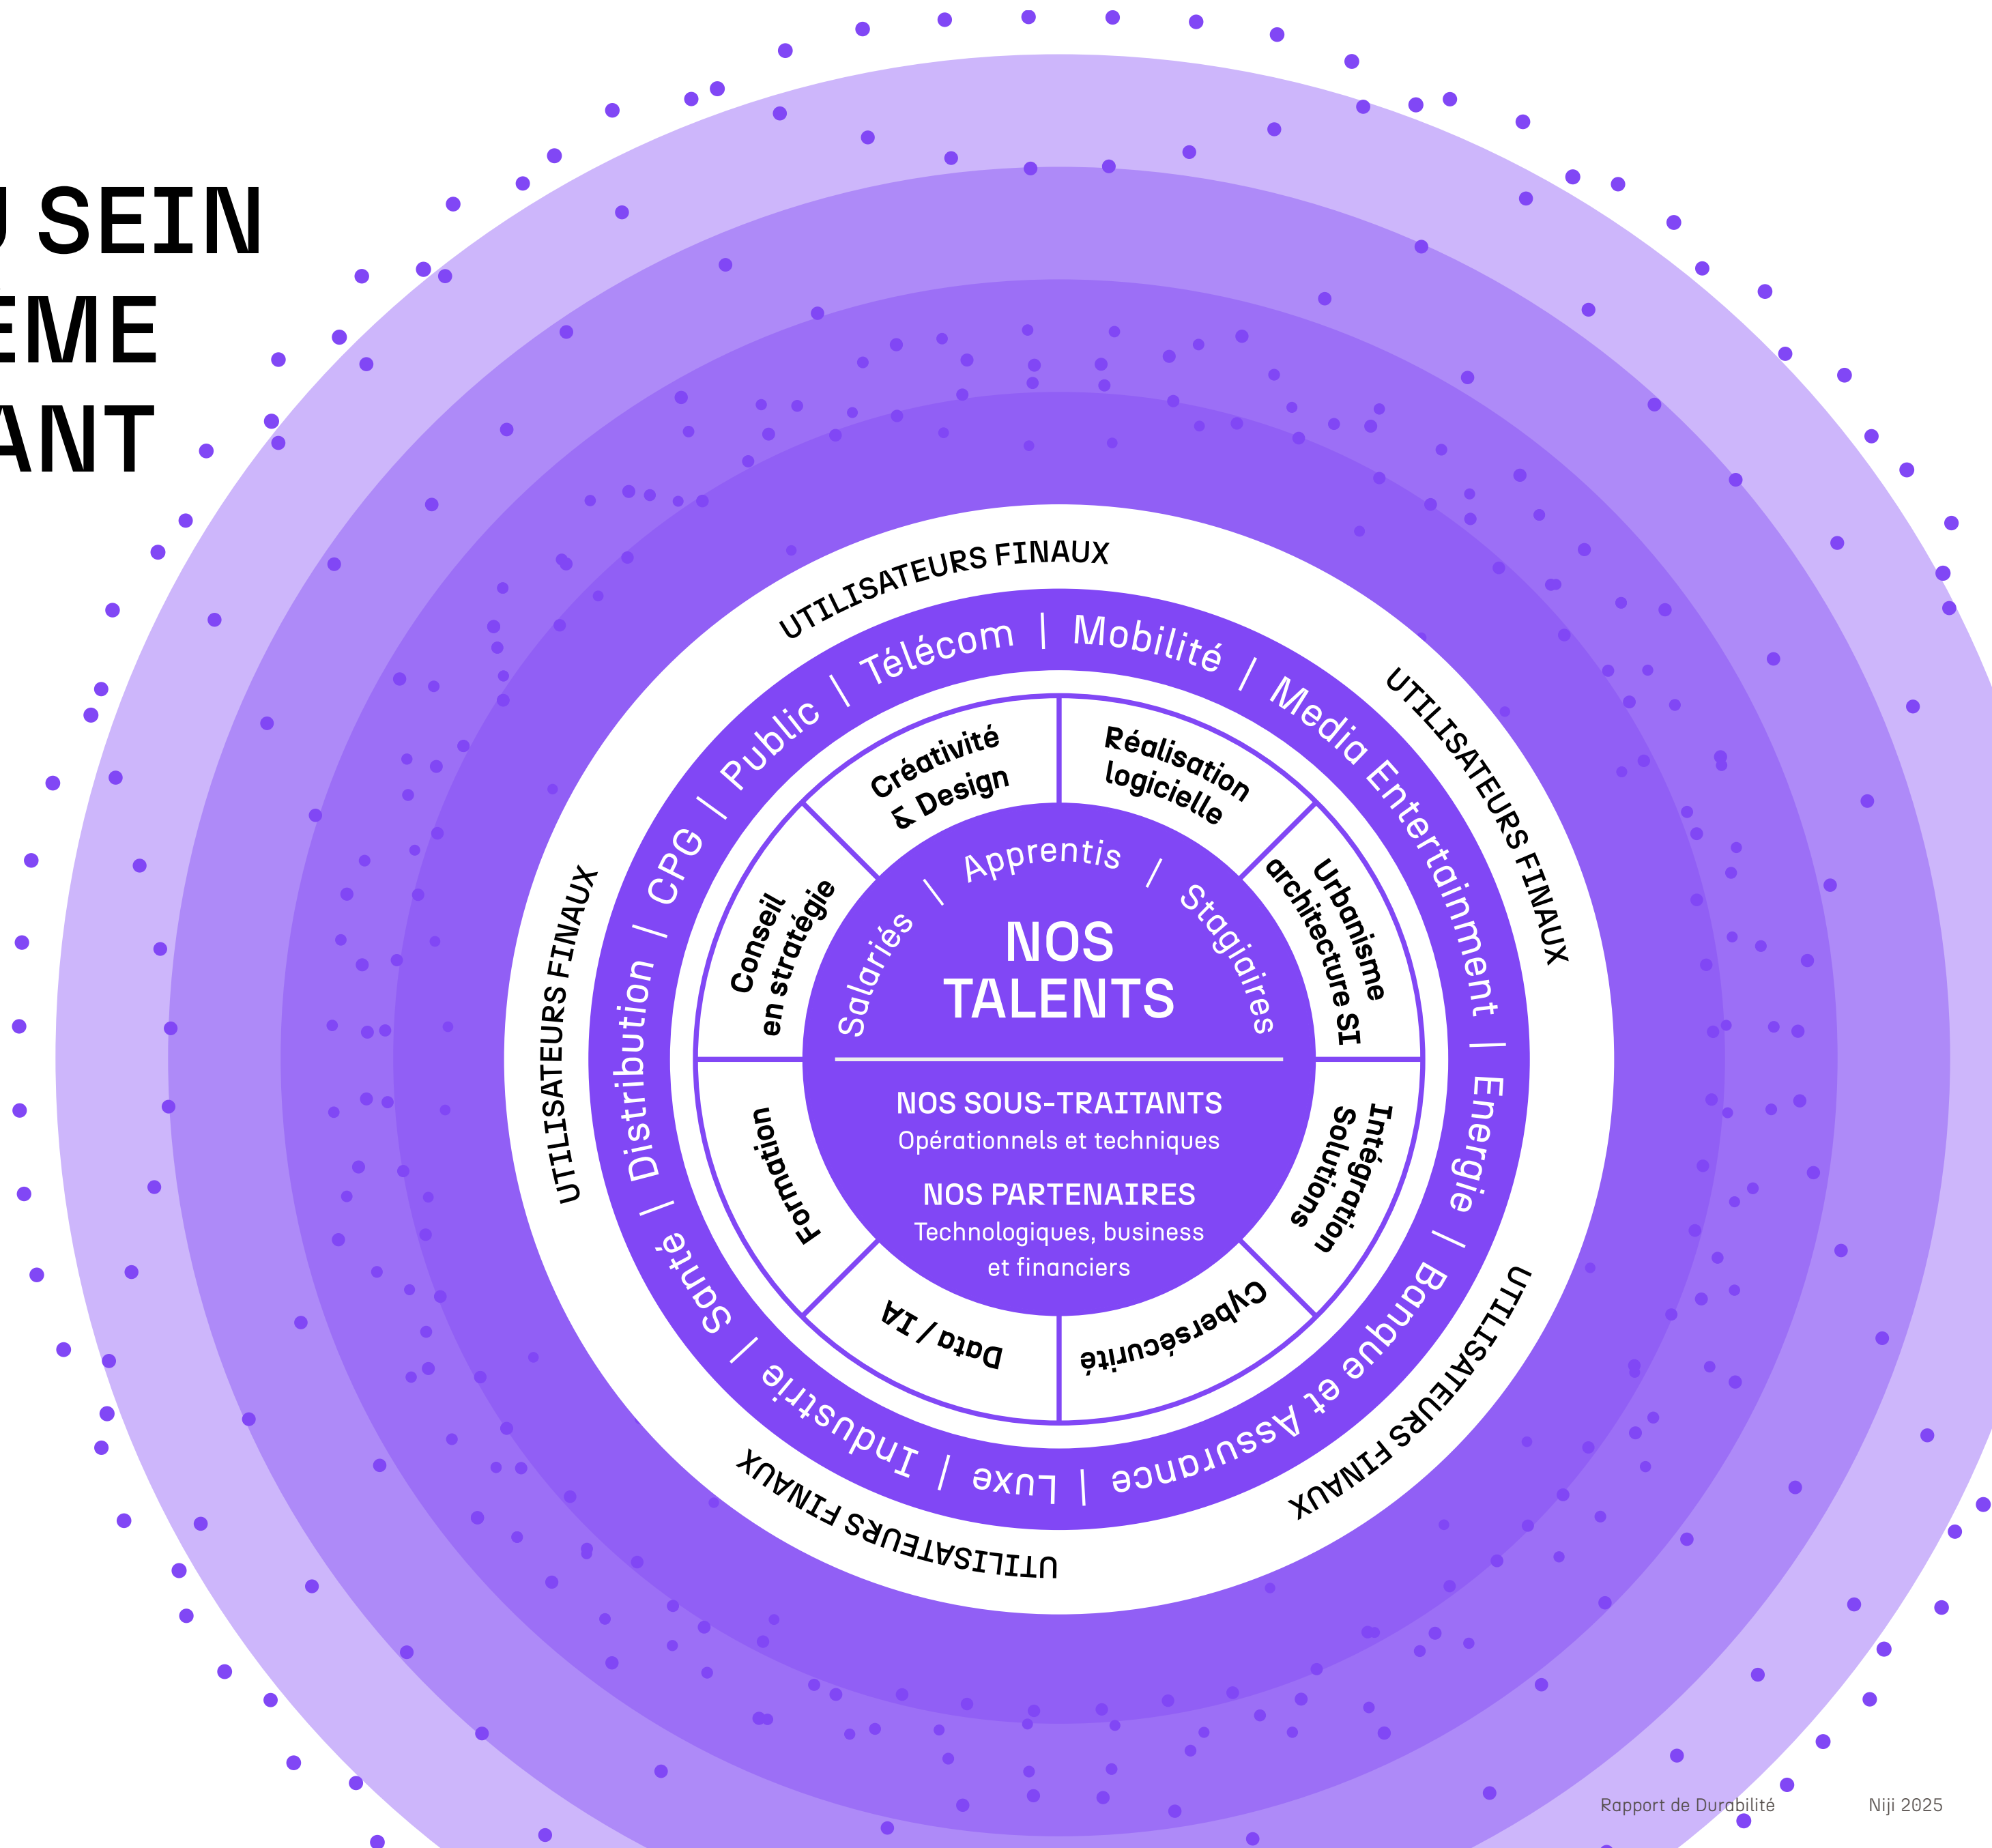 U SEIN
ÈME
ANT
UTILISATEURS FINAUX
UTILISATEURS FINAUX
UTILISATEURS FINAUX
UTILISATEURS FINAUX
UTILISATEURS FINAUX
Télécom | Mobilité | Media Entertainment | Energie | Banque et Assurance | Luxe | Industrie | Santé | Distribution | CPG | Public |
Créativité
& Design
Réalisation
logicielle
Urbanisme
architecture SI
Intégration
Solutions
Cybersécurité
Data / IA
Formation
Conseil
en stratégie
Salariés | Apprentis | Stagiaires
NOS
TALENTS
NOS SOUS-TRAITANTS
Opérationnels et techniques
NOS PARTENAIRES
Technologiques, business
et financiers
Rapport de Durabilité
Niji 2025